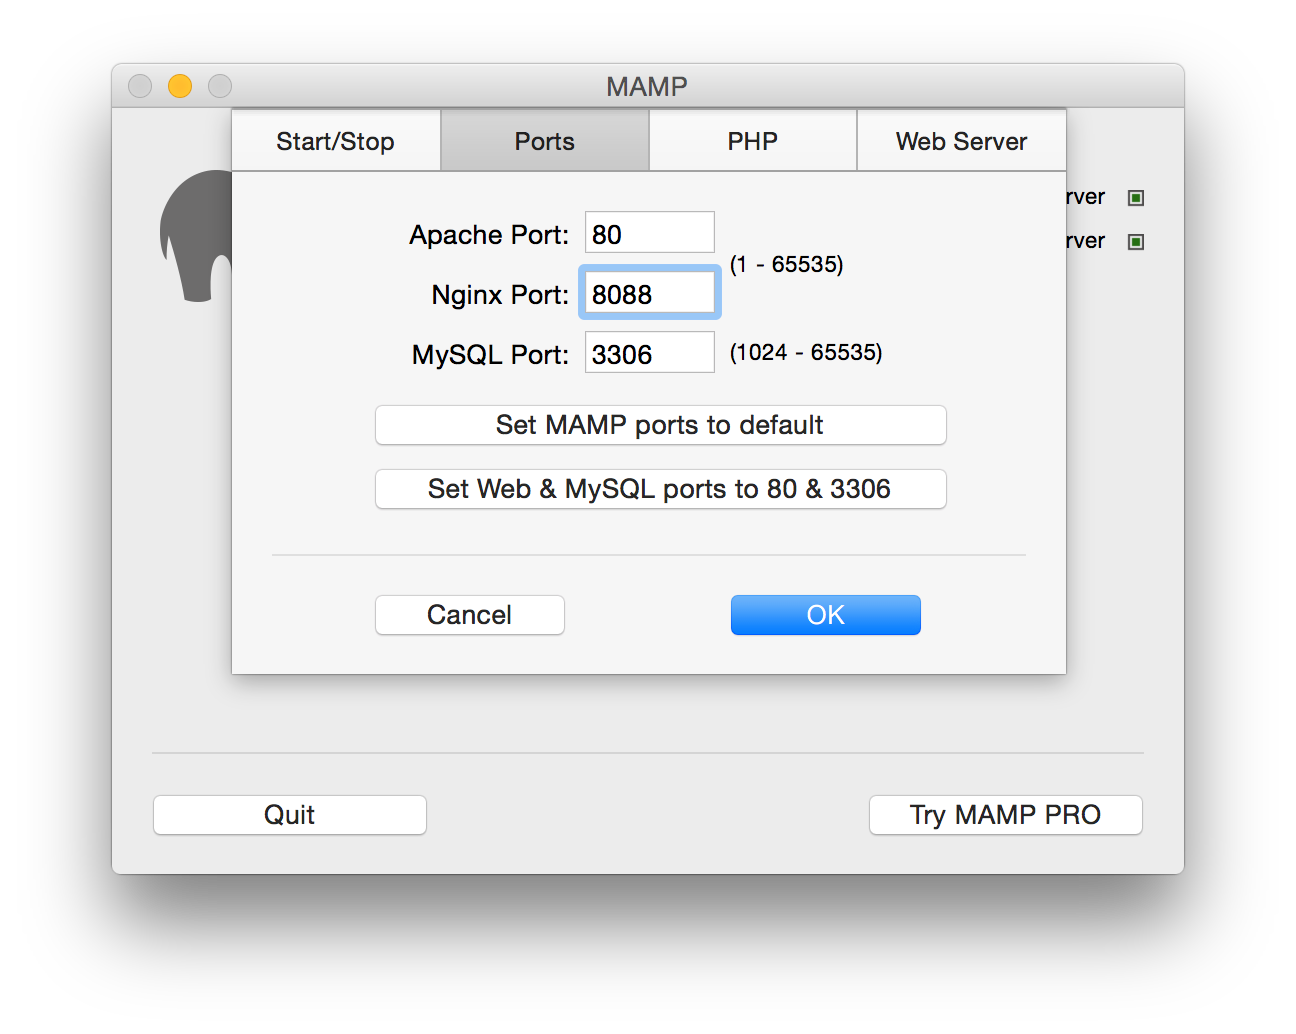 MAMP
Start/Stop Ports PHP Web Server
rver
rver
Apache Port: 80
(1 - 65535)
Nginx Port: 8088
MySQL Port: 3306 (1024 - 65535)
Set MAMP ports to default
Set Web & MySQL ports to 80 & 3306
Cancel OK
Quit Try MAMP PRO